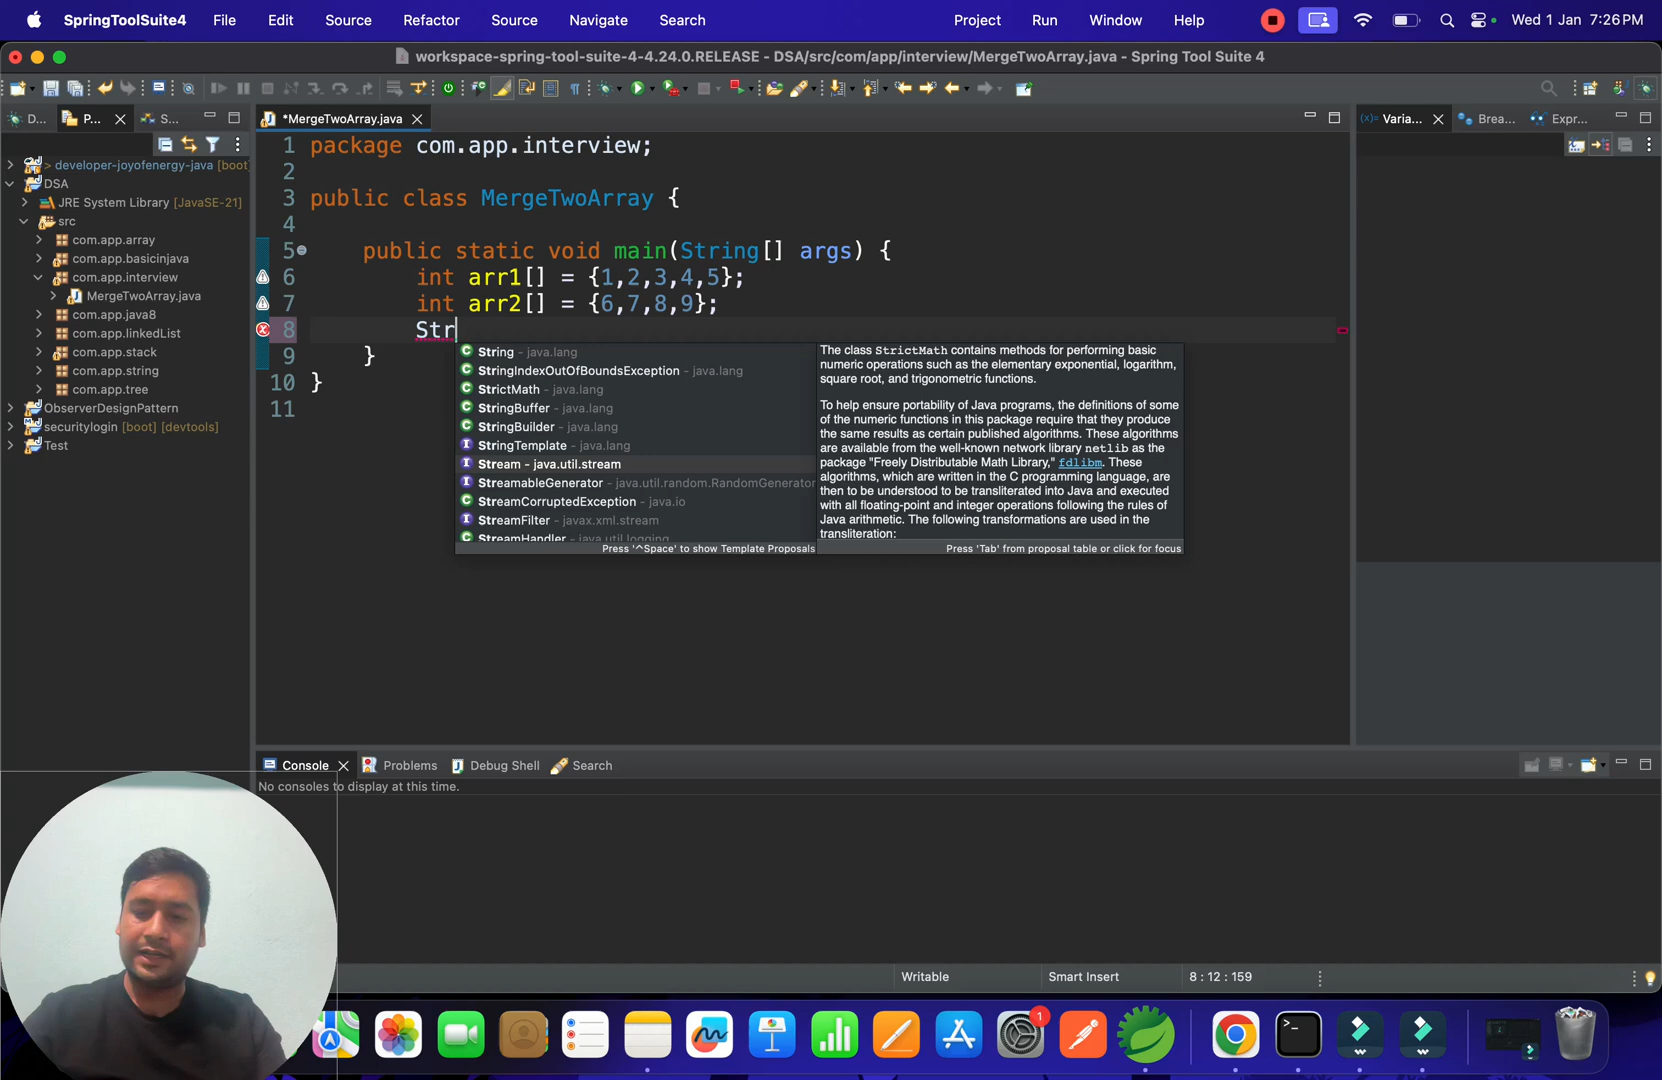 SpringToolSuite4 File Edit Source Refactor Source Navigate Search Project Run Window Help Wed 1 Jan 7:26 PM
workspace-spring-tool-suite-4-4.24.0.RELEASE - DSA/src/com/app/interview/MergeTwoArray.java - Spring Tool Suite 4
D... P... S... *MergeTwoArray.java Varia... Brea... Expr...
> developer-joyofenergy-java [boot]
DSA
JRE System Library [JavaSE-21]
src
com.app.array
com.app.basicinjava
com.app.interview
MergeTwoArray.java
com.app.java8
com.app.linkedList
com.app.stack
com.app.string
com.app.tree
ObserverDesignPattern
securitylogin [boot] [devtools]
Test
1 package com.app.interview;
2
3 public class MergeTwoArray {
4
5 public static void main(String[] args) {
6 int arr1[] = {1,2,3,4,5};
7 int arr2[] = {6,7,8,9};
8 Str
9 }
10 }
11
String - java.lang
StringIndexOutOfBoundsException - java.lang
StrictMath - java.lang
StringBuffer - java.lang
StringBuilder - java.lang
StringTemplate - java.lang
Stream - java.util.stream
StreamableGenerator - java.util.random.RandomGenerator
StreamCorruptedException - java.io
StreamFilter - javax.xml.stream
StreamHandler - java.util.logging
Press '^Space' to show Template Proposals
The class StrictMath contains methods for performing basic
numeric operations such as the elementary exponential, logarithm,
square root, and trigonometric functions.
To help ensure portability of Java programs, the definitions of some
of the numeric functions in this package require that they produce
the same results as certain published algorithms. These algorithms
are available from the well-known network library netlib as the
package "Freely Distributable Math Library," fdlibm. These
algorithms, which are written in the C programming language, are
then to be understood to be transliterated into Java and executed
with all floating-point and integer operations following the rules of
Java arithmetic. The following transformations are used in the
transliteration:
Press 'Tab' from proposal table or click for focus
Console Problems Debug Shell Search
No consoles to display at this time.
Writable Smart Insert 8 : 12 : 159
1